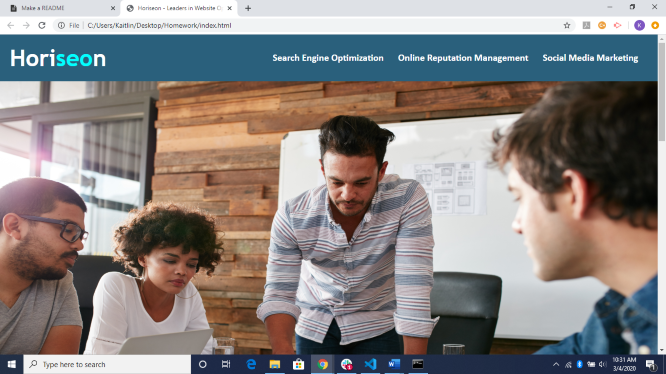 Make a README
Horiseon - Leaders in Website O
File | C:/Users/Kaitlin/Desktop/Homework/index.html
K
Horiseon
Search Engine Optimization
Online Reputation Management
Social Media Marketing
Type here to search
10:31 AM
3/4/2020